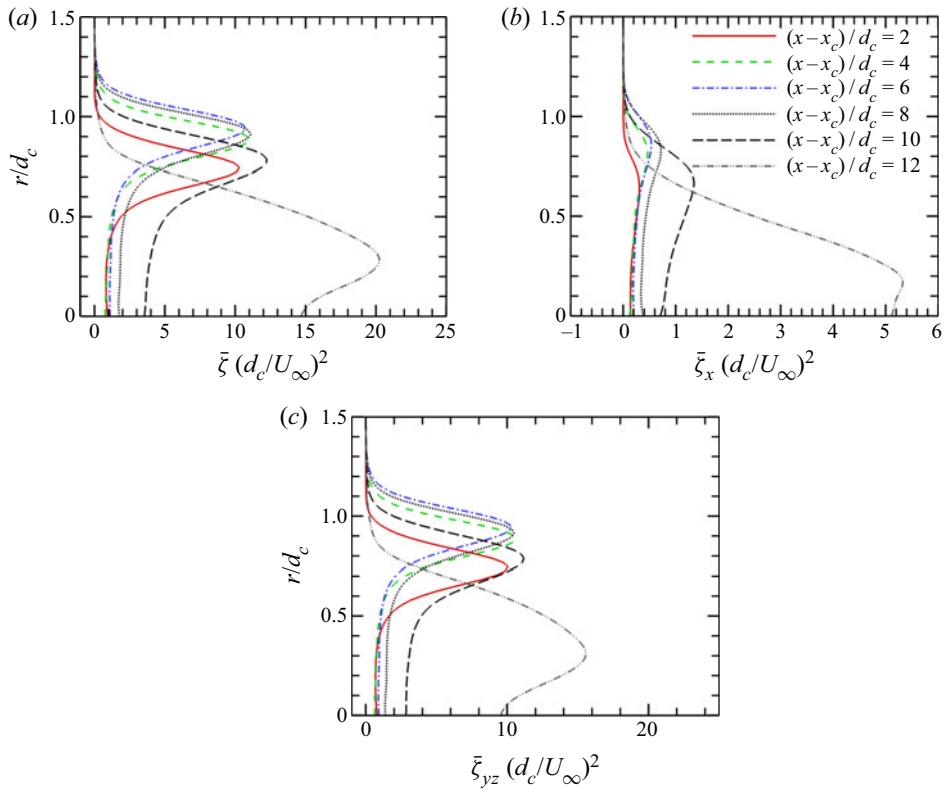 (a)
1.5
1.0
0.5
0
r/d_c
0 5 10 15 20 25
ζ̄ (d_c/U_∞)²
(b)
1.5
1.0
0.5
0
(x–x_c)/d_c = 2
(x–x_c)/d_c = 4
(x–x_c)/d_c = 6
(x–x_c)/d_c = 8
(x–x_c)/d_c = 10
(x–x_c)/d_c = 12
–1 0 1 2 3 4 5 6
ζ̄_x (d_c/U_∞)²
(c)
1.5
1.0
0.5
0
r/d_c
0 10 20
ζ̄_yz (d_c/U_∞)²